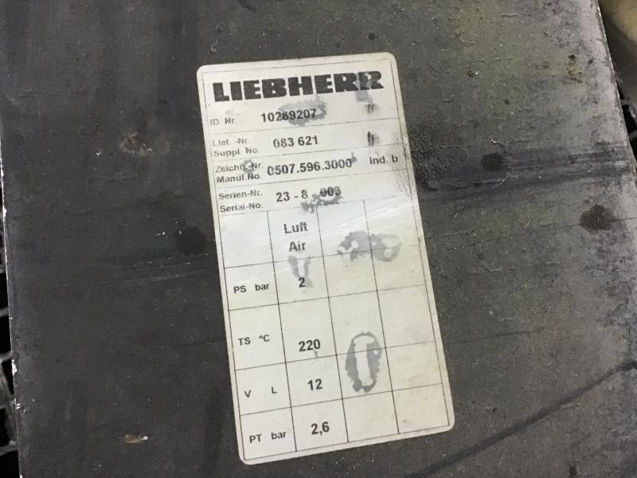 LIEBHERR
ID. Nr. 10289207
Lief. -Nr.
Suppl. No 083 621
Zeichn.-Nr.
Manuf.No. 0507.596.3000 Ind. b
Serien-Nr.
Serial-No. 23 - 8 003
Luft
Air
PS bar 2
TS °C 220
V L 12
PT bar 2,6